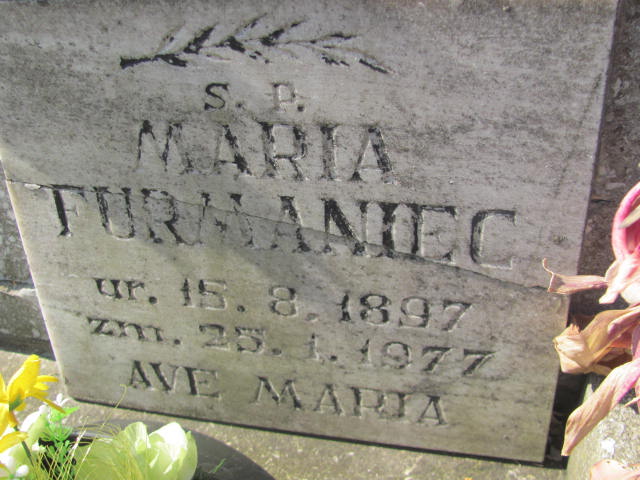 S. P.
MARIA
FURMANIEC
ur. 15. 8. 1897
zm. 25. 1. 1977
AVE MARIA